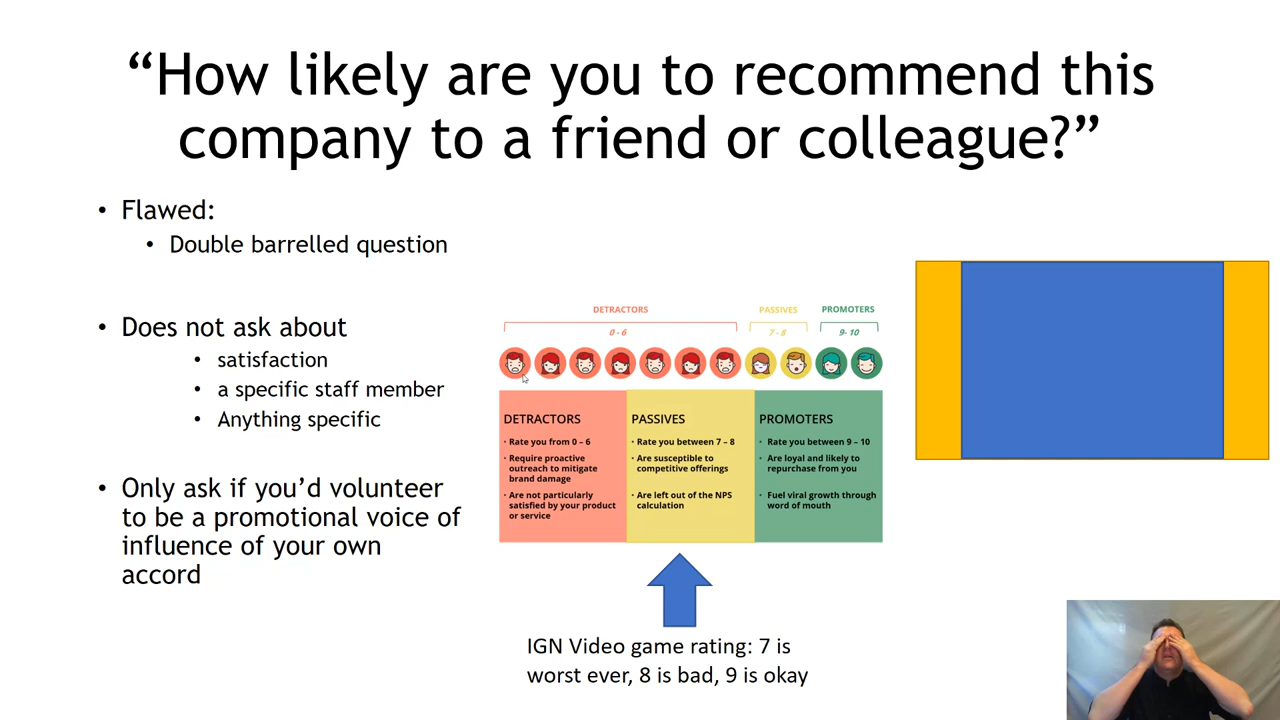 “How likely are you to recommend this
company to a friend or colleague?”
• Flawed:
• Double barrelled question
• Does not ask about
• satisfaction
• a specific staff member
• Anything specific
• Only ask if you’d volunteer
to be a promotional voice of
influence of your own
accord
DETRACTORS
PASSIVES
PROMOTERS
0 - 6
7 - 8
9- 10
DETRACTORS
• Rate you from 0 – 6
• Require proactive
outreach to mitigate
brand damage
• Are not particularly
satisfied by your product
or service
PASSIVES
• Rate you between 7 – 8
• Are susceptible to
competitive offerings
• Are left out of the NPS
calculation
PROMOTERS
• Rate you between 9 – 10
• Are loyal and likely to
repurchase from you
• Fuel viral growth through
word of mouth
IGN Video game rating: 7 is
worst ever, 8 is bad, 9 is okay